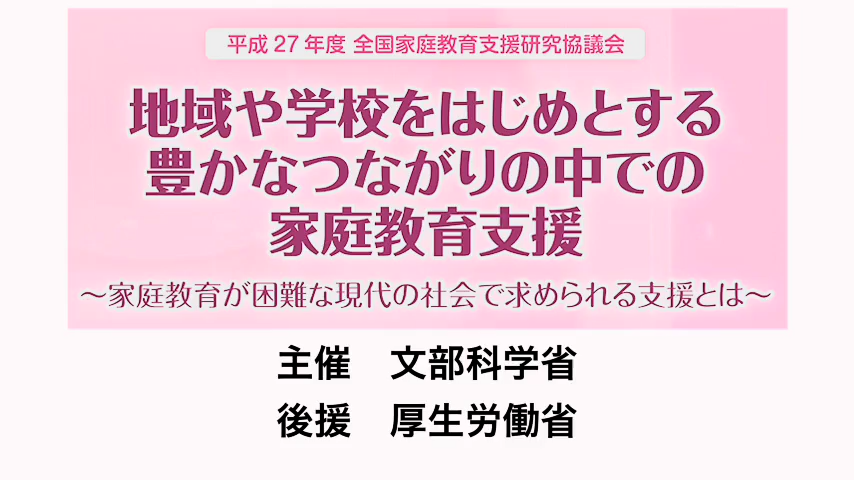 平成27年度 全国家庭教育支援研究協議会
地域や学校をはじめとする
豊かなつながりの中での
家庭教育支援
～家庭教育が困難な現代の社会で求められる支援とは～
主催　文部科学省
後援　厚生労働省